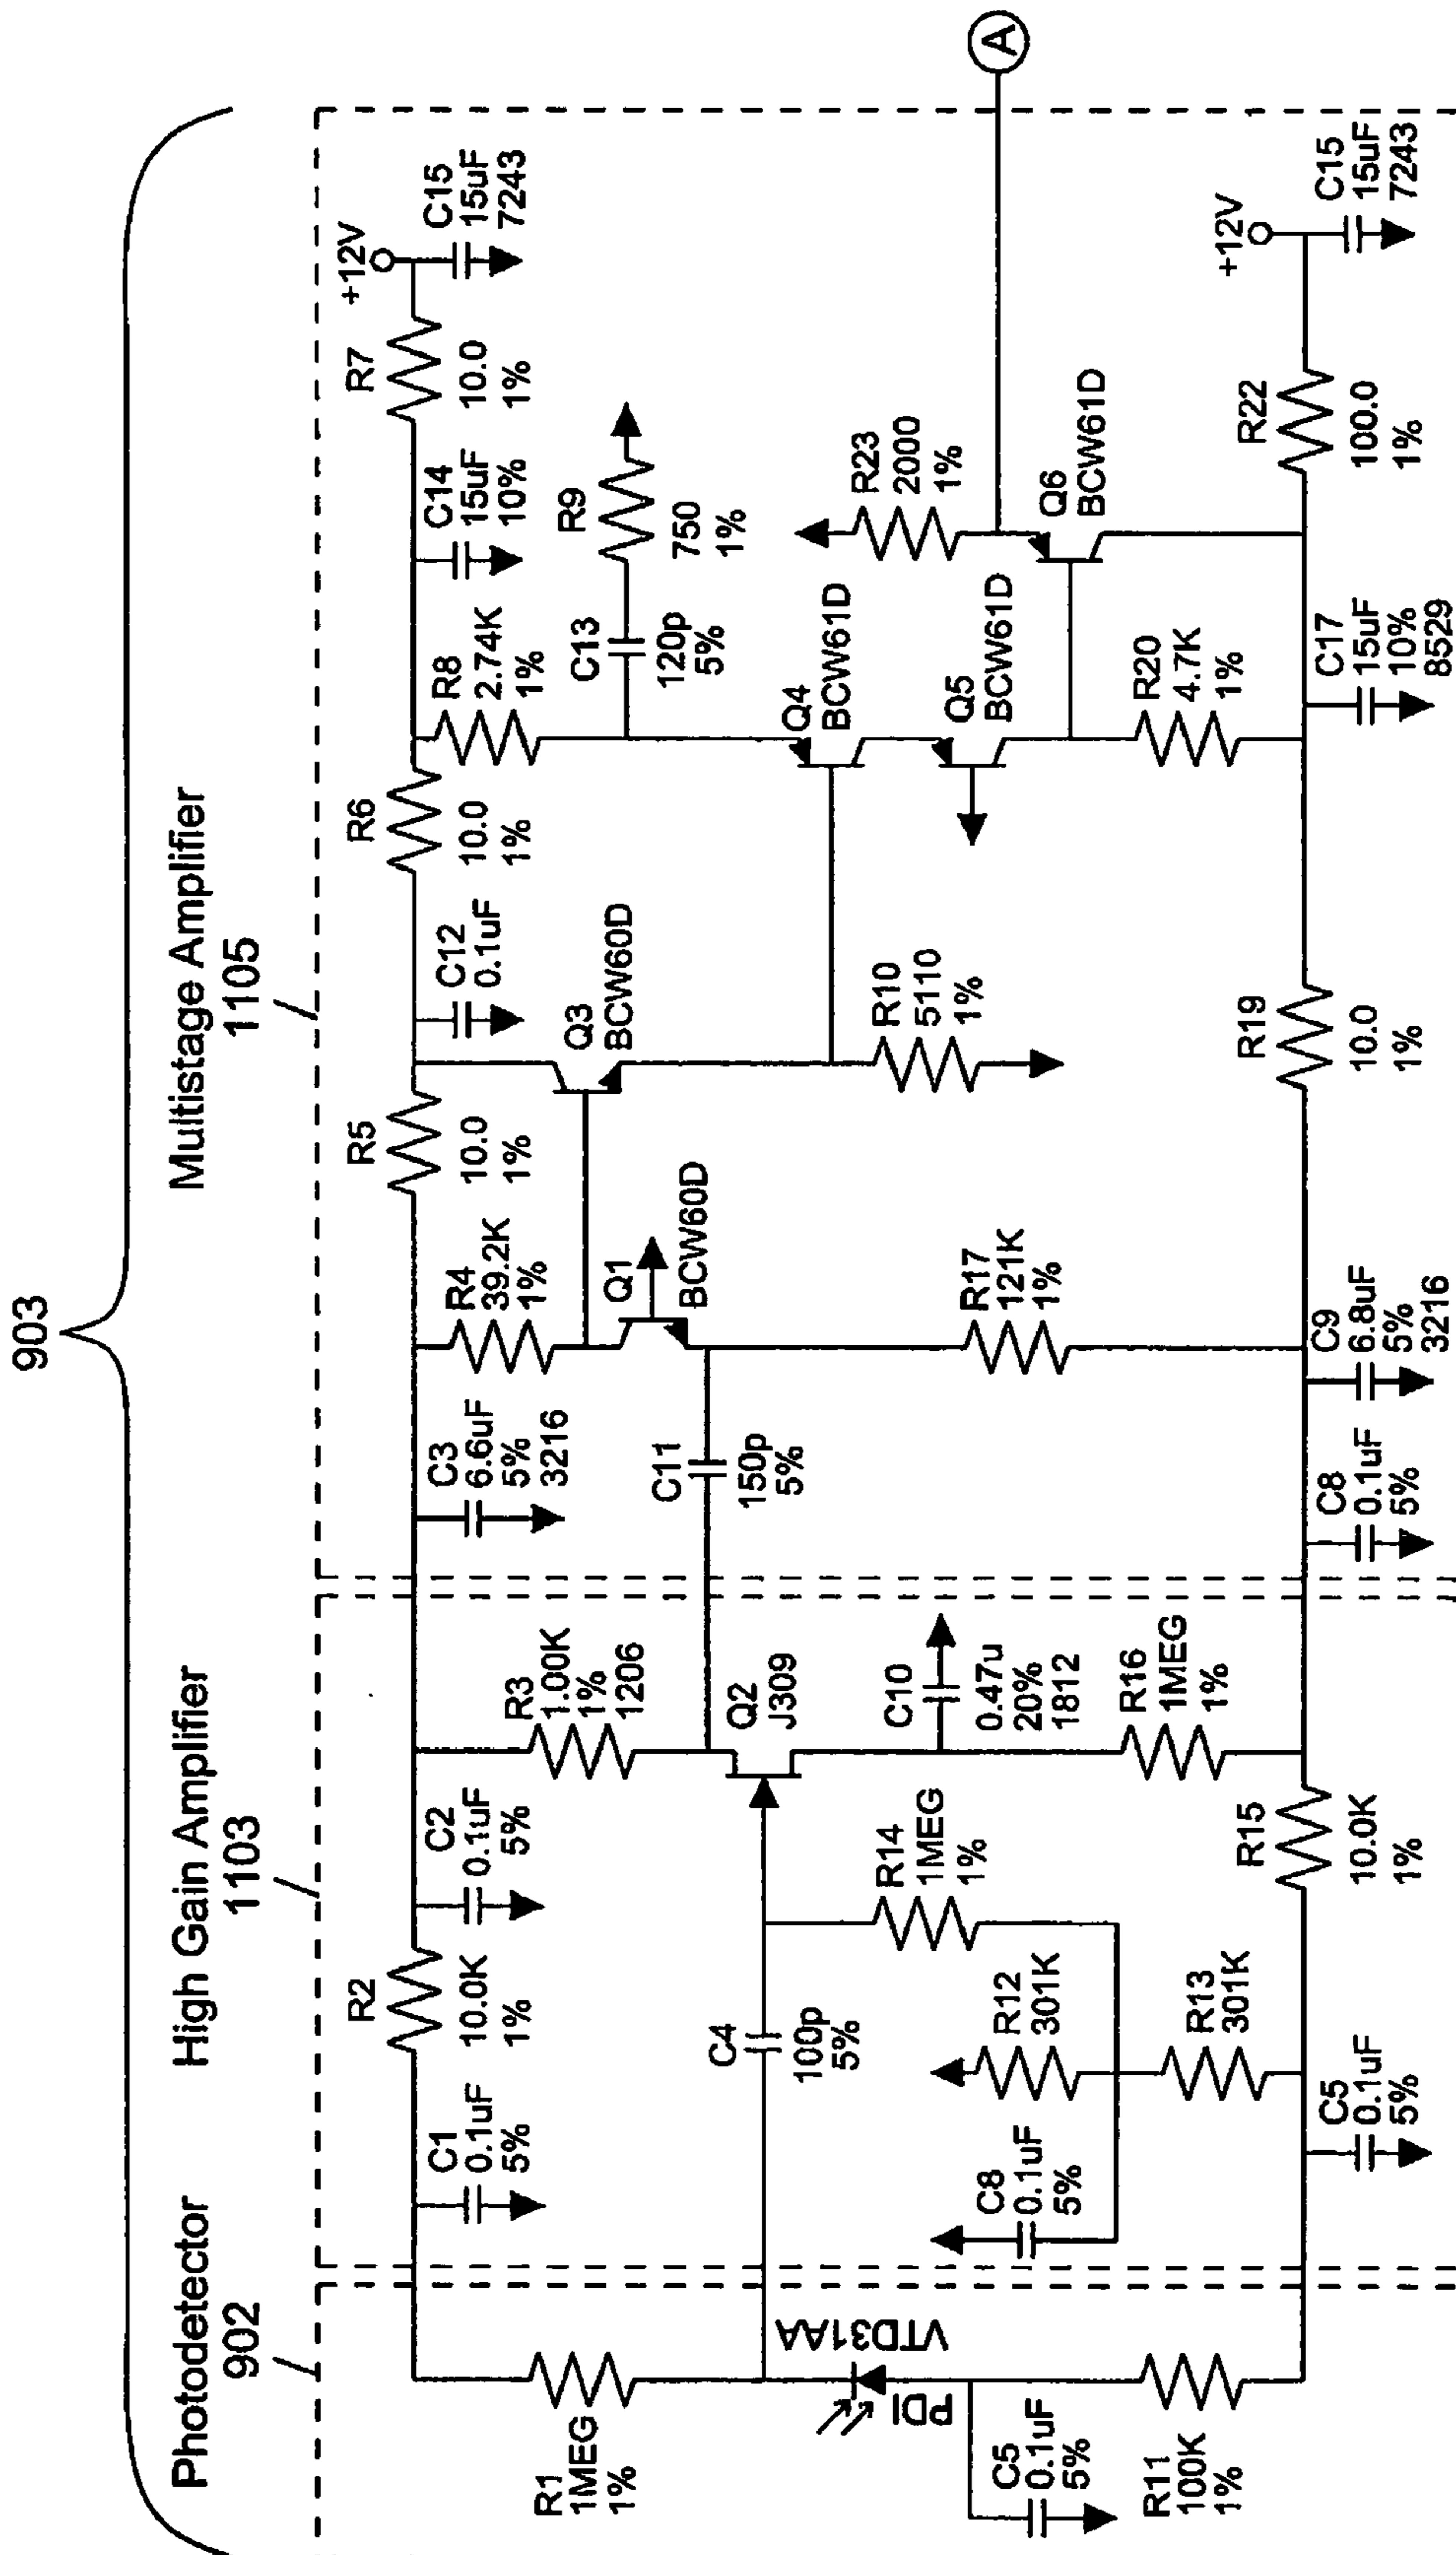 903
Photodetector
902
High Gain Amplifier
1103
Multistage Amplifier
1105
R1
1MEG
1%
C1
0.1uF
5%
R2
10.0K
1%
C2
0.1uF
5%
R3
1.00K
1%
1206
C3
6.6uF
5%
3216
R4
39.2K
1%
R5
10.0
1%
C12
0.1uF
R6
10.0
1%
R8
2.74K
1%
C14
15uF
10%
R7
10.0
1%
+12V
C15
15uF
7243
C4
100p
5%
Q2
J309
C11
150p
5%
Q1
BCW60D
Q3
BCW60D
C13
120p
5%
R9
750
1%
PDI
VTD31AA
C5
0.1uF
5%
R11
100K
1%
C8
0.1uF
5%
R12
301K
R13
301K
R14
1MEG
1%
C10
0.47u
20%
1812
R16
1MEG
1%
R17
121K
1%
R10
5110
1%
Q4
BCW61D
Q5
BCW61D
R20
4.7K
1%
R23
2000
1%
Q6
BCW61D
A
C5
0.1uF
5%
R15
10.0K
1%
C8
0.1uF
5%
C9
6.8uF
5%
3216
R19
10.0
1%
C17
15uF
10%
8529
R22
100.0
1%
+12V
C15
15uF
7243